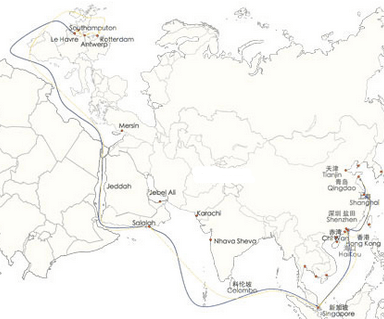 Southampton
Le Havre
Rotterdam
Antwerp
Mersin
Jeddah
Jebel Ali
Salalah
Karachi
Nhava Sheva
科伦坡
Colombo
天津
Tianjin
青岛
Qingdao
上海
Shanghai
深圳 盐田
Shenzhen
赤湾
Chiwan
香港
Hong Kong
海口
HaiKou
新加坡
Singapore